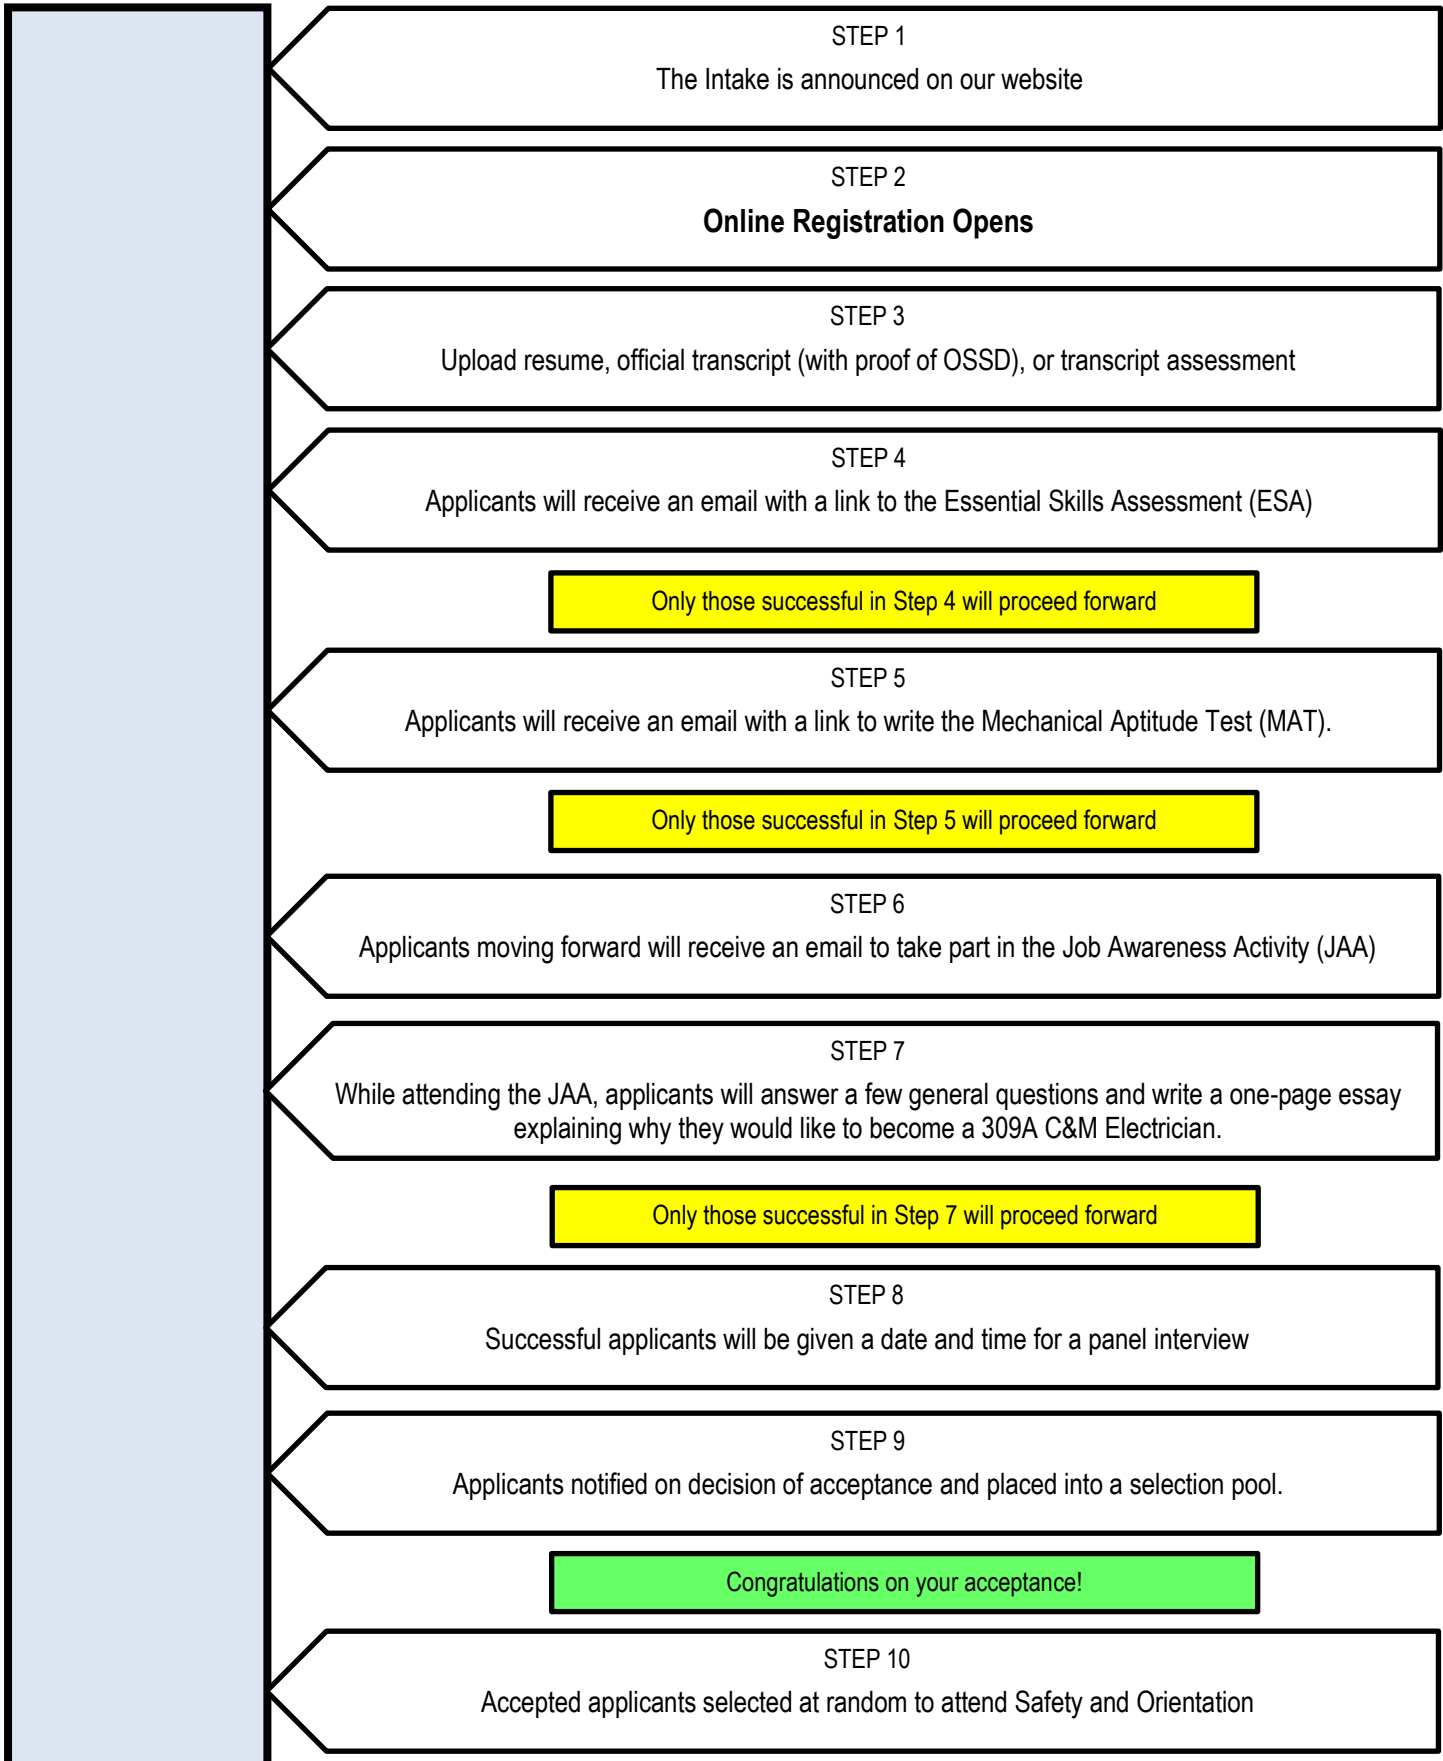 STEP 1
The Intake is announced on our website
STEP 2
Online Registration Opens
STEP 3
Upload resume, official transcript (with proof of OSSD), or transcript assessment
STEP 4
Applicants will receive an email with a link to the Essential Skills Assessment (ESA)
Only those successful in Step 4 will proceed forward
STEP 5
Applicants will receive an email with a link to write the Mechanical Aptitude Test (MAT).
Only those successful in Step 5 will proceed forward
STEP 6
Applicants moving forward will receive an email to take part in the Job Awareness Activity (JAA)
STEP 7
While attending the JAA, applicants will answer a few general questions and write a one-page essay
explaining why they would like to become a 309A C&M Electrician.
Only those successful in Step 7 will proceed forward
STEP 8
Successful applicants will be given a date and time for a panel interview
STEP 9
Applicants notified on decision of acceptance and placed into a selection pool.
Congratulations on your acceptance!
STEP 10
Accepted applicants selected at random to attend Safety and Orientation